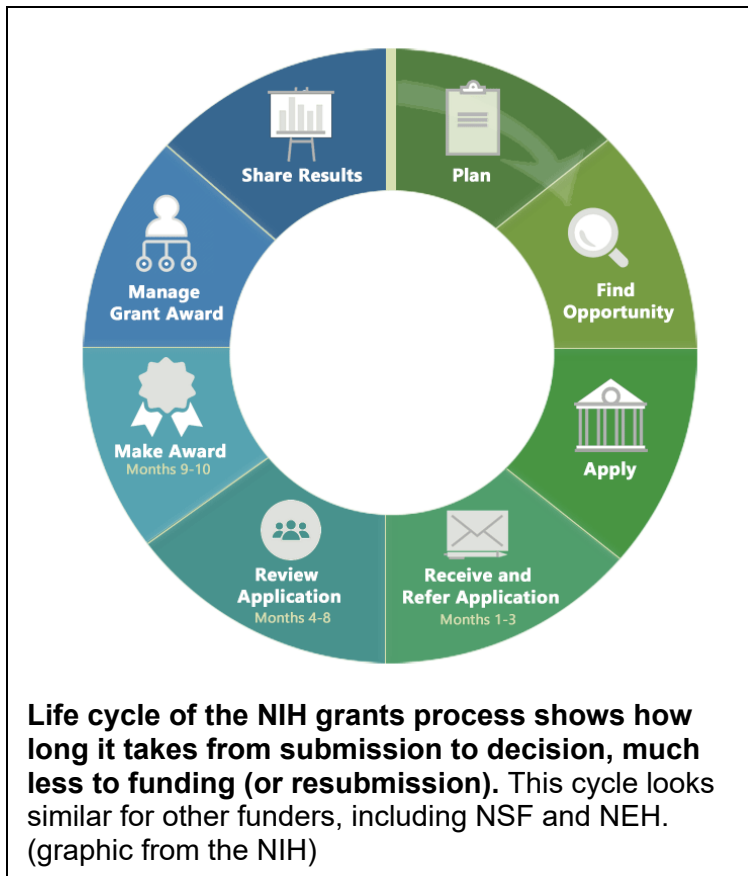 Share Results
Plan
Find
Opportunity
Apply
Receive and
Refer Application
Months 1-3
Review
Application
Months 4-8
Make Award
Months 9-10
Manage
Grant Award
Life cycle of the NIH grants process shows how
long it takes from submission to decision, much
less to funding (or resubmission). This cycle looks
similar for other funders, including NSF and NEH.
(graphic from the NIH)